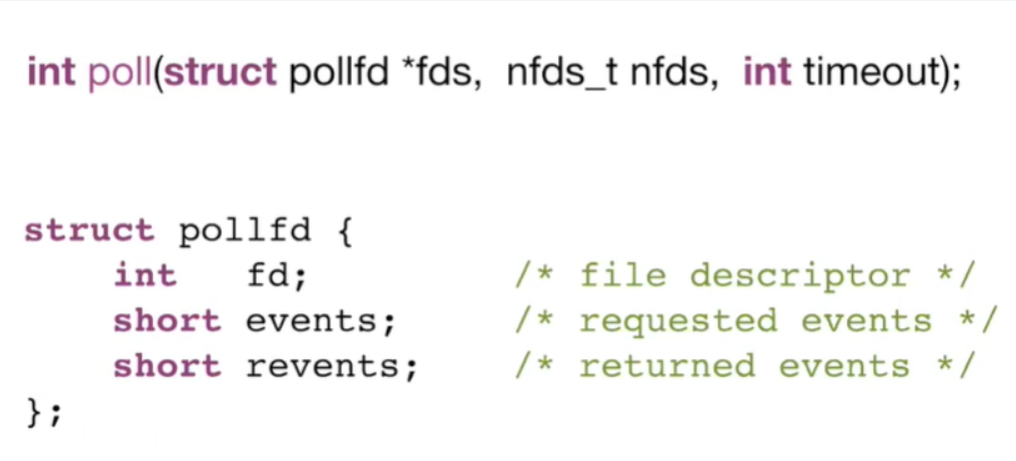 int poll(struct pollfd *fds, nfds_t nfds, int timeout);
struct pollfd {
int fd; /* file descriptor */
short events; /* requested events */
short revents; /* returned events */
};